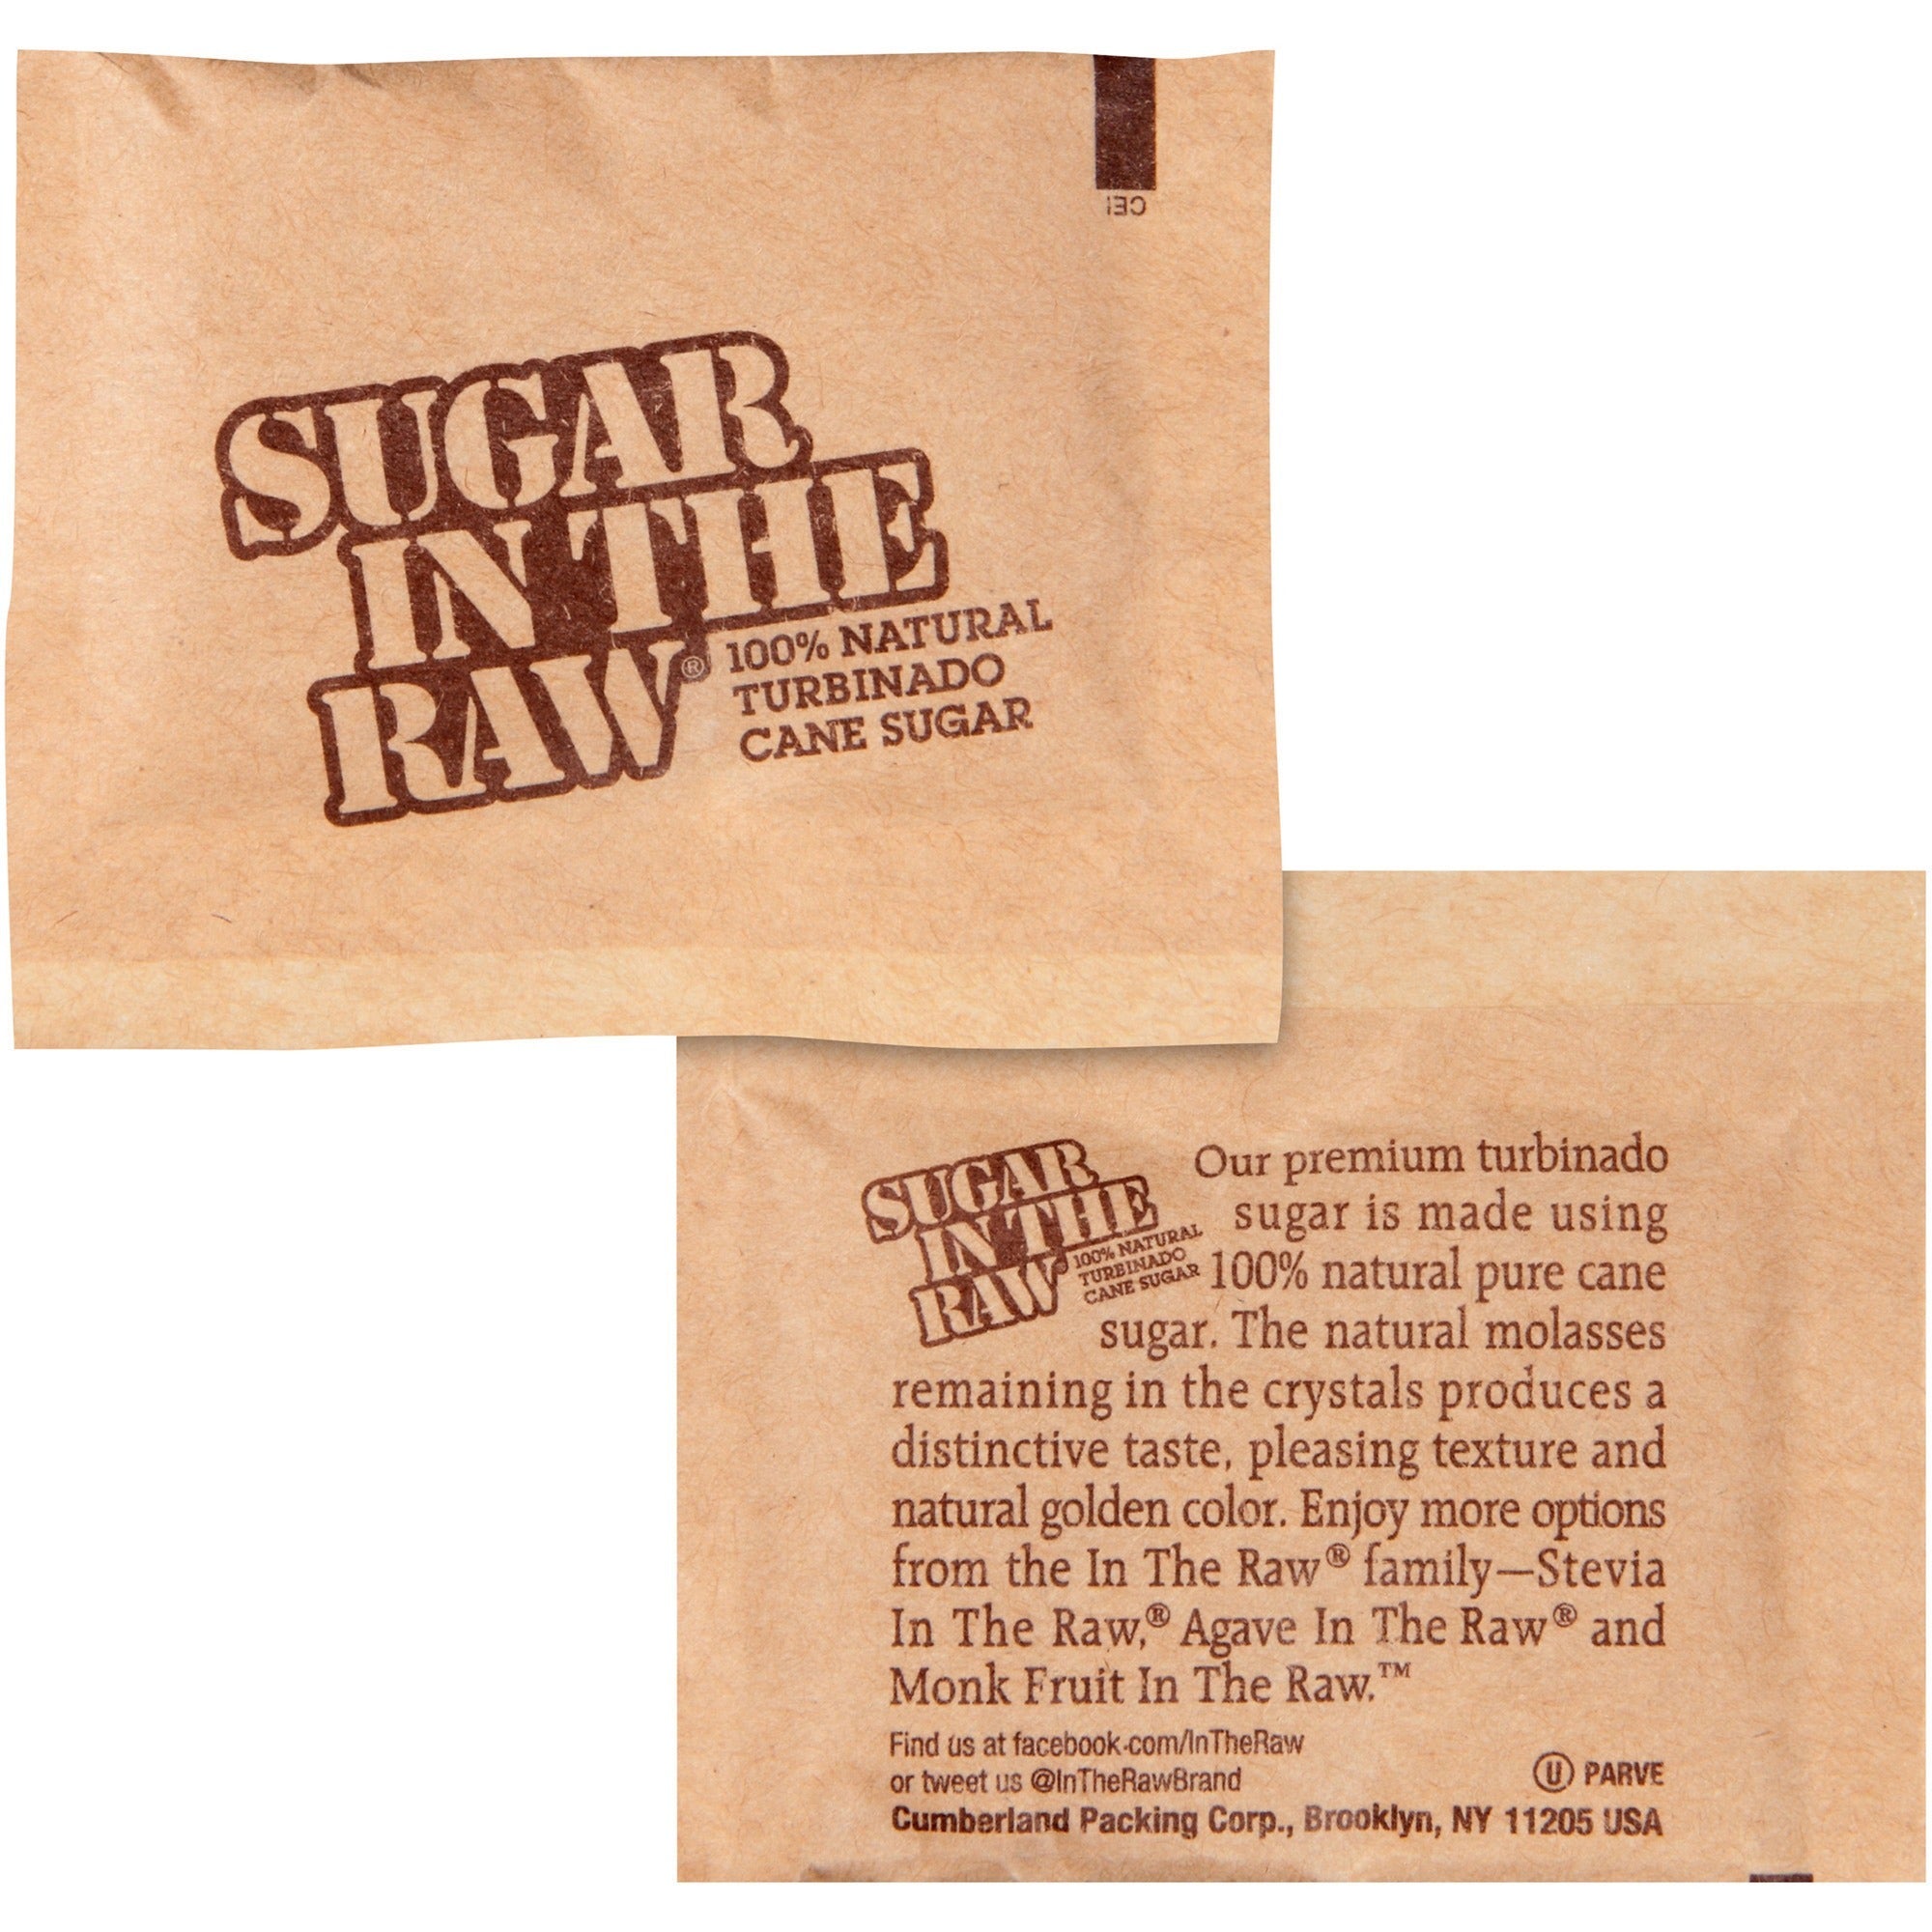 SUGAR
IN THE
RAW®
100% NATURAL
TURBINADO
CANE SUGAR
SUGAR
IN THE
RAW
100% NATURAL
TURBINADO
CANE SUGAR
Our premium turbinado
sugar is made using
100% natural pure cane
sugar. The natural molasses
remaining in the crystals produces a
distinctive taste, pleasing texture and
natural golden color. Enjoy more options
from the In The Raw® family—Stevia
In The Raw,® Agave In The Raw® and
Monk Fruit In The Raw.™
Find us at facebook.com/InTheRaw
or tweet us @InTheRawBrand
Ⓤ PARVE
Cumberland Packing Corp., Brooklyn, NY 11205 USA